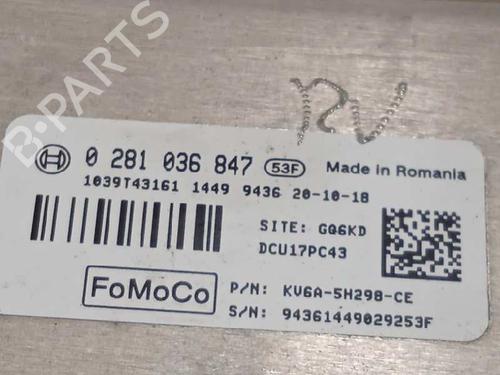 0 281 036 847 53F Made in Romania
1039T43161 1449 9436 20-10-18
SITE: GQ6KD
DCU17PC43
FoMoCo
P/N: KV6A-5H298-CE
S/N: 94361449029253F
B-PARTS